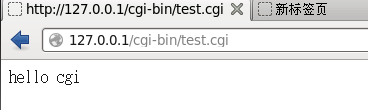 http://127.0.0.1/cgi-bin/test.cgi 新标签页
127.0.0.1/cgi-bin/test.cgi
hello cgi